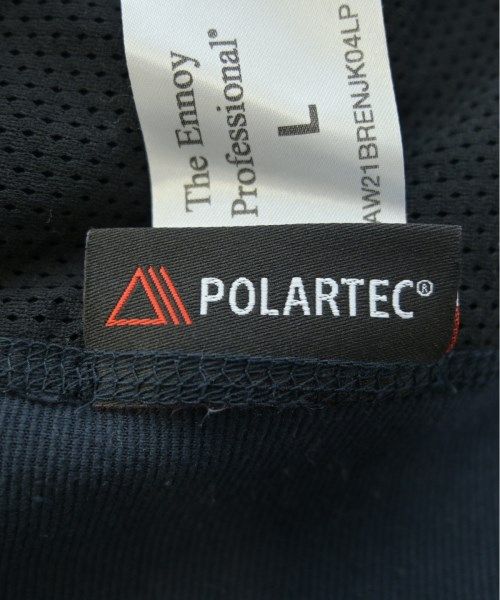 The Ennoy
Professional®
L
AW21BRENJK04LP
POLARTEC®